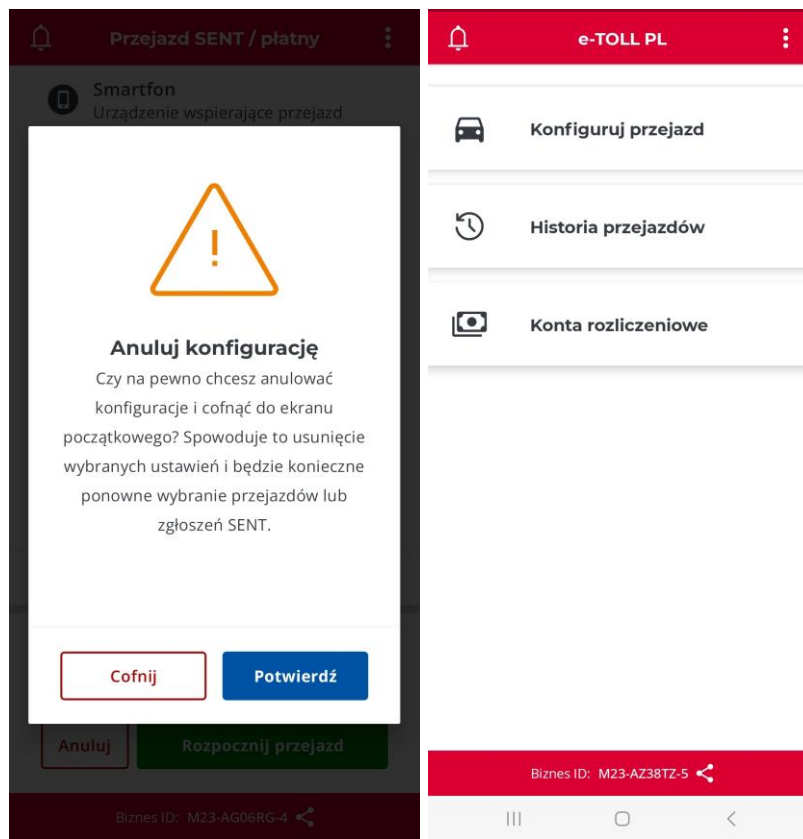 Przejazd SENT / płatny
Smartfon
Urządzenie wspierające przejazd
Anuluj konfigurację
Czy na pewno chcesz anulować
konfiguracje i cofnąć do ekranu
początkowego? Spowoduje to usunięcie
wybranych ustawień i będzie konieczne
ponowne wybranie przejazdów lub
zgłoszeń SENT.
Cofnij
Potwierdź
Anuluj
Rozpocznij przejazd
Biznes ID: M23-AG06RG-4
e-TOLL PL
Konfiguruj przejazd
Historia przejazdów
Konta rozliczeniowe
Biznes ID: M23-AZ38TZ-5